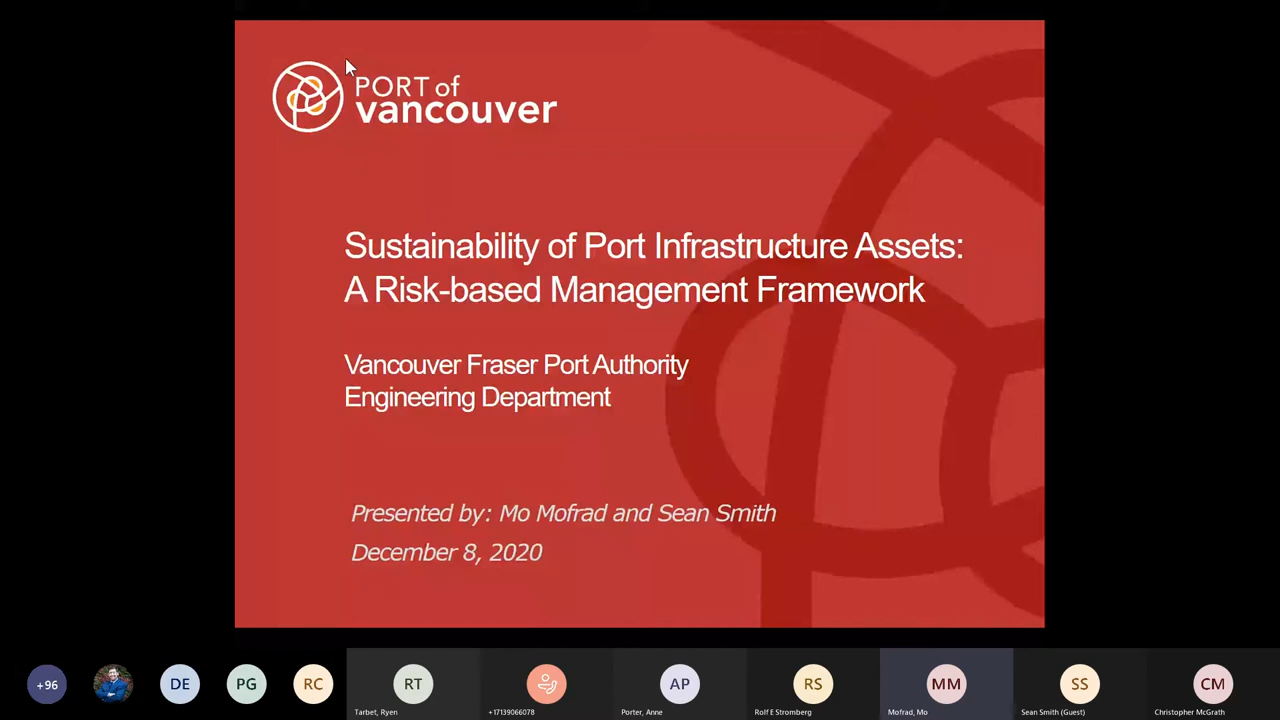 PORT of
vancouver
Sustainability of Port Infrastructure Assets:
A Risk-based Management Framework
Vancouver Fraser Port Authority
Engineering Department
Presented by: Mo Mofrad and Sean Smith
December 8, 2020
+96
DE
PG
RC
RT
AP
RS
MM
SS
CM
Tarbet, Ryen
+17139066078
Porter, Anne
Rolf E Stromberg
Mofrad, Mo
Sean Smith (Guest)
Christopher McGrath